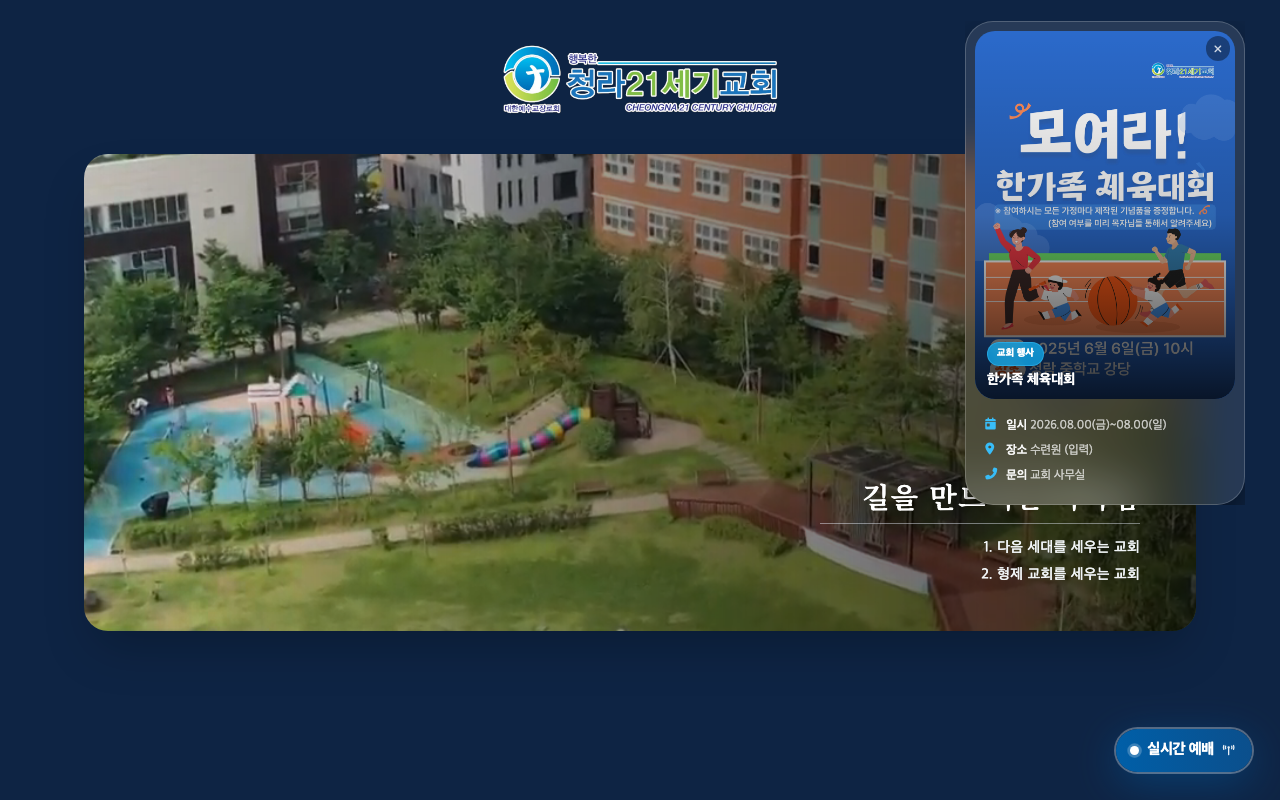 행복한
청라21세기교회
대한예수교장로회
CHEONGNA 21 CENTURY CHURCH
모여라!
한가족 체육대회
※ 참여하시는 모든 가정마다 제작된 기념품을 증정합니다.
(참여 여부를 미리 목자님들 통해서 알려주세요)
025년 6월 6일(금) 10시
중학교 강당
교회 행사
한가족 체육대회
일시 2026.08.00(금)~08.00(일)
장소 수련원 (입력)
문의 교회 사무실
길을
1. 다음 세대를 세우는 교회
2. 형제 교회를 세우는 교회
실시간 예배